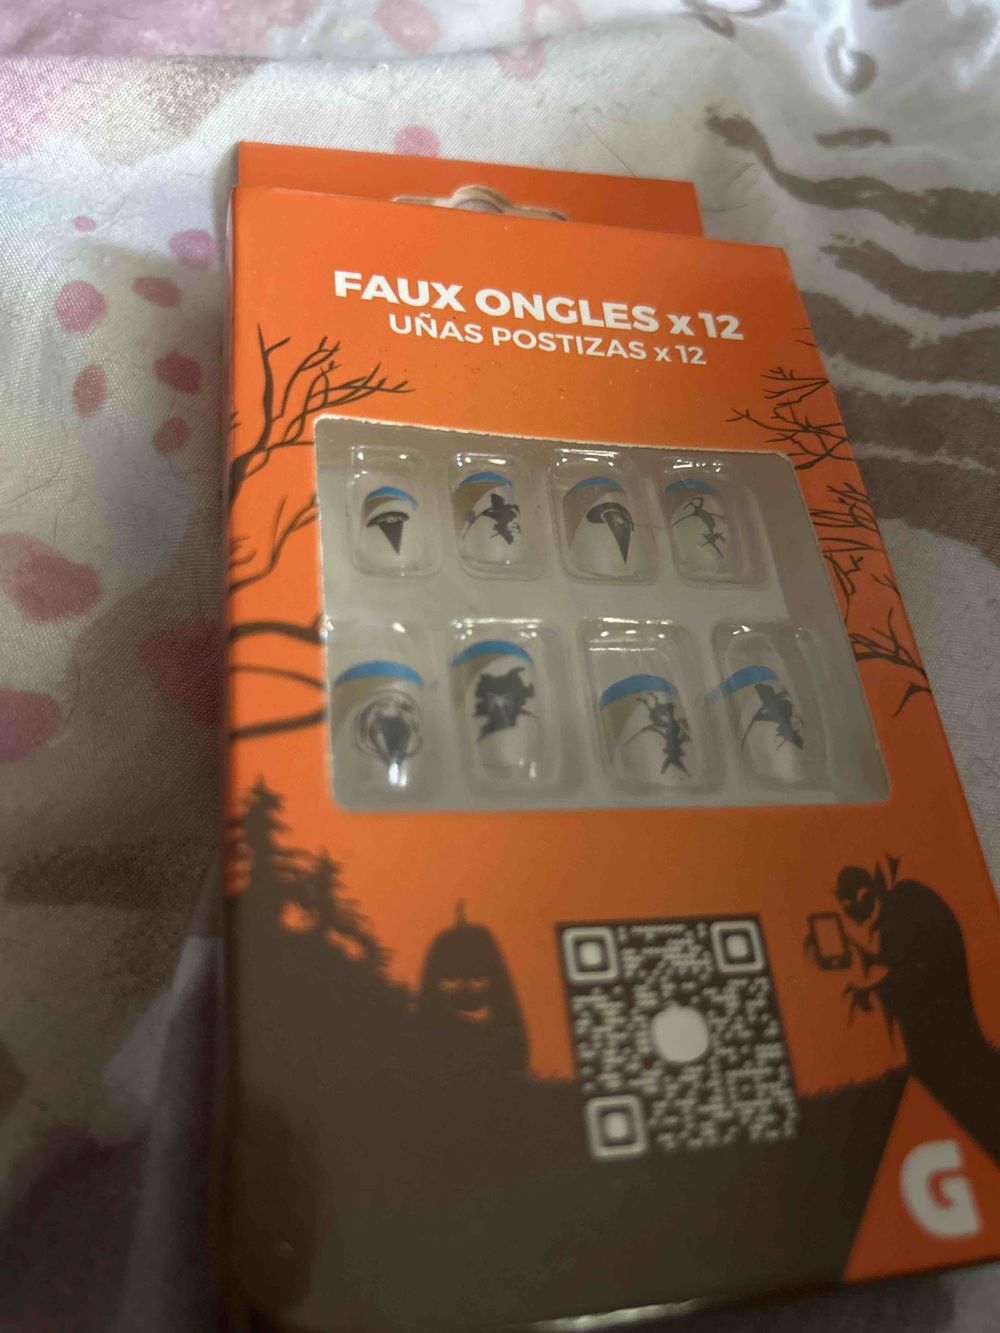 FAUX ONGLES x 12
UÑAS POSTIZAS x 12
G